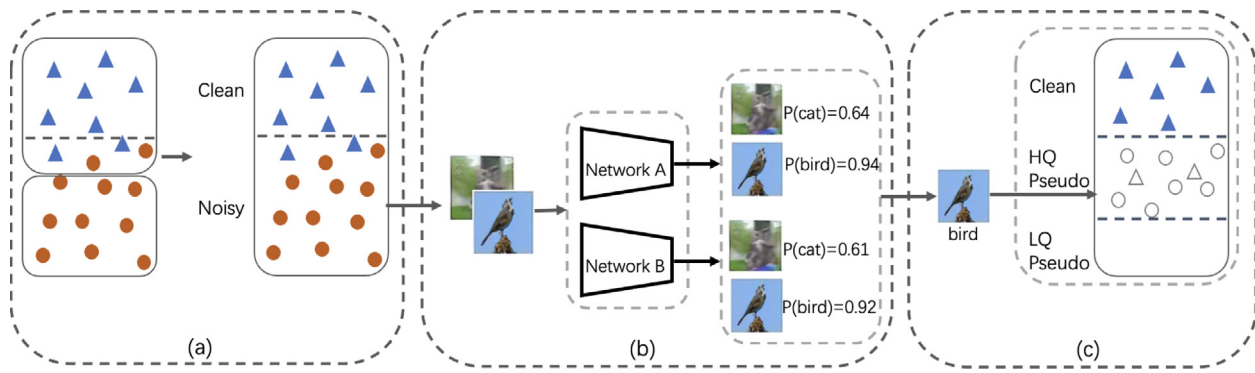 Clean
Noisy
(a)
Network A
Network B
P(cat)=0.64
P(bird)=0.94
P(cat)=0.61
P(bird)=0.92
(b)
bird
Clean
HQ
Pseudo
LQ
Pseudo
(c)